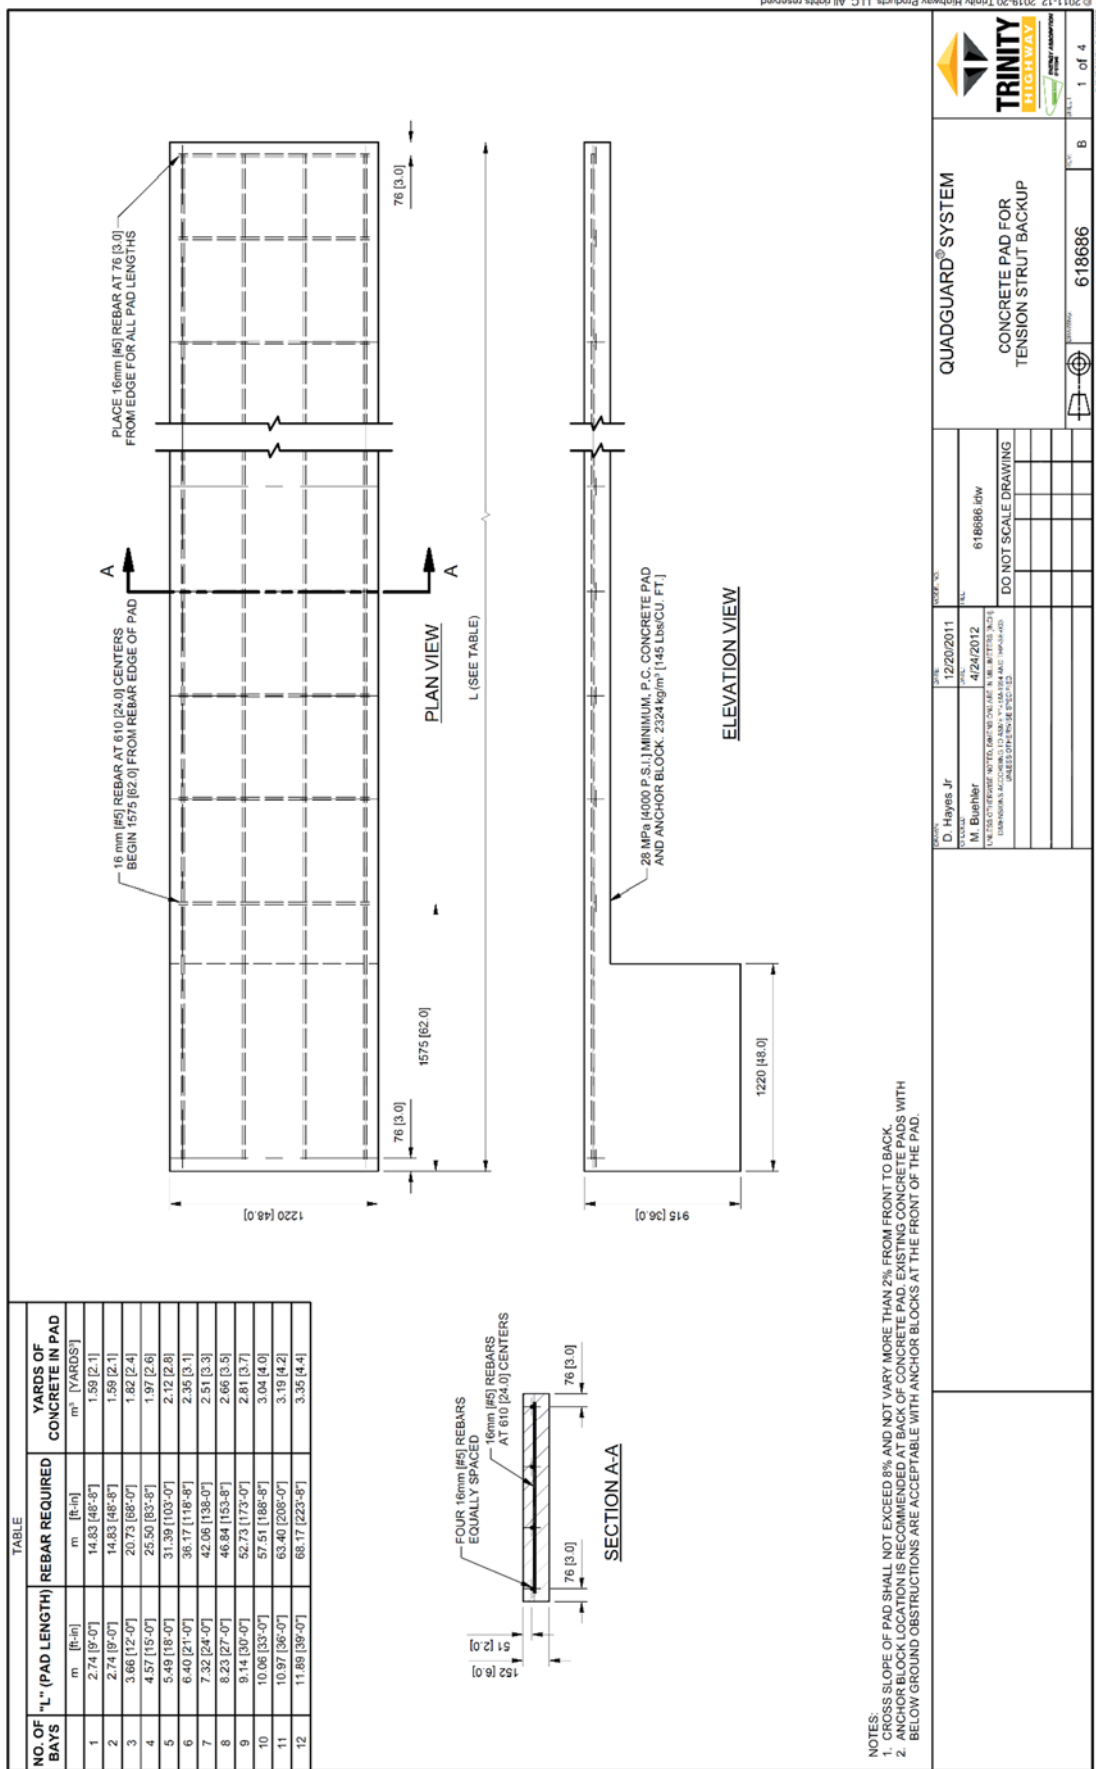 TABLE
NO. OF BAYS "L" (PAD LENGTH) REBAR REQUIRED YARDS OF CONCRETE IN PAD
m [ft-in] m [ft-in] m³ [YARDS³]
1 2.74 [9'-0"] 14.83 [48'-8"] 1.59 [2.1]
2 2.74 [9'-0"] 14.83 [48'-8"] 1.59 [2.1]
3 3.66 [12'-0"] 20.73 [68'-0"] 1.82 [2.4]
4 4.57 [15'-0"] 25.50 [83'-8"] 1.97 [2.6]
5 5.49 [18'-0"] 31.39 [103'-0"] 2.12 [2.8]
6 6.40 [21'-0"] 36.17 [118'-8"] 2.35 [3.1]
7 7.32 [24'-0"] 42.06 [138'-0"] 2.51 [3.3]
8 8.23 [27'-0"] 46.84 [153'-8"] 2.66 [3.5]
9 9.14 [30'-0"] 52.73 [173'-0"] 2.81 [3.7]
10 10.06 [33'-0"] 57.51 [188'-8"] 3.04 [4.0]
11 10.97 [36'-0"] 63.40 [208'-0"] 3.19 [4.2]
12 11.89 [39'-0"] 68.17 [223'-8"] 3.35 [4.4]
16 mm [#5] REBAR AT 610 [24.0] CENTERS
BEGIN 1575 [62.0] FROM REBAR EDGE OF PAD
PLACE 16mm [#5] REBAR AT 76 [3.0]
FROM EDGE FOR ALL PAD LENGTHS
A
A
1220 [48.0]
76 [3.0]
1575 [62.0]
76 [3.0]
PLAN VIEW
L (SEE TABLE)
FOUR 16mm [#5] REBARS
EQUALLY SPACED
16mm [#5] REBARS
AT 610 [24.0] CENTERS
152 [6.0]
51 [2.0]
76 [3.0]
76 [3.0]
SECTION A-A
915 [36.0]
1220 [48.0]
28 MPa [4000 P.S.I.] MINIMUM, P.C. CONCRETE PAD
AND ANCHOR BLOCK. 2324 kg/m³ [145 Lbs/CU. FT.]
ELEVATION VIEW
NOTES:
1. CROSS SLOPE OF PAD SHALL NOT EXCEED 8% AND NOT VARY MORE THAN 2% FROM FRONT TO BACK.
2. ANCHOR BLOCK LOCATION IS RECOMMENDED AT BACK OF CONCRETE PAD. EXISTING CONCRETE PADS WITH
BELOW GROUND OBSTRUCTIONS ARE ACCEPTABLE WITH ANCHOR BLOCKS AT THE FRONT OF THE PAD.
D. Hayes Jr
12/20/2011
M. Buehler
4/24/2012
618686.idw
DO NOT SCALE DRAWING
QUADGUARD® SYSTEM
CONCRETE PAD FOR
TENSION STRUT BACKUP
618686
B
1 of 4
TRINITY
HIGHWAY